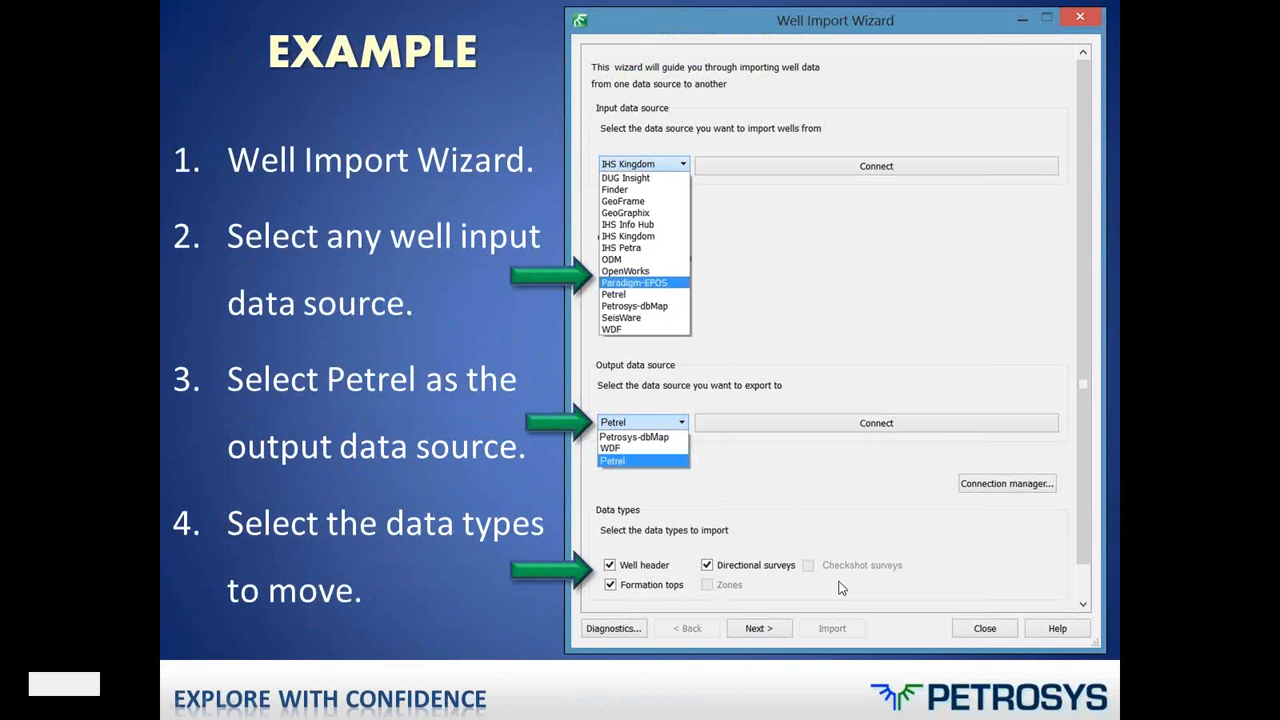 EXAMPLE
1. Well Import Wizard.
2. Select any well input
data source.
3. Select Petrel as the
output data source.
4. Select the data types
to move.
Well Import Wizard
This wizard will guide you through importing well data
from one data source to another
Input data source
Select the data source you want to import wells from
IHS Kingdom
Connect
DUG Insight
Finder
GeoFrame
GeoGraphix
IHS Info Hub
IHS Kingdom
IHS Petra
ODM
OpenWorks
Paradigm-EPOS
Petrel
Petrosys-dbMap
SeisWare
WDF
Output data source
Select the data source you want to export to
Petrel
Connect
Petrosys-dbMap
WDF
Petrel
Connection manager...
Data types
Select the data types to import
Well header
Directional surveys
Checkshot surveys
Formation tops
Zones
Diagnostics...
< Back
Next >
Import
Close
Help
EXPLORE WITH CONFIDENCE
PETROSYS